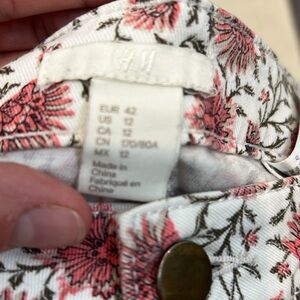 H&M
EUR 42
US 12
CA 12
CN 170/80A
MX 12
Made in
China
Fabriqué en
Chine